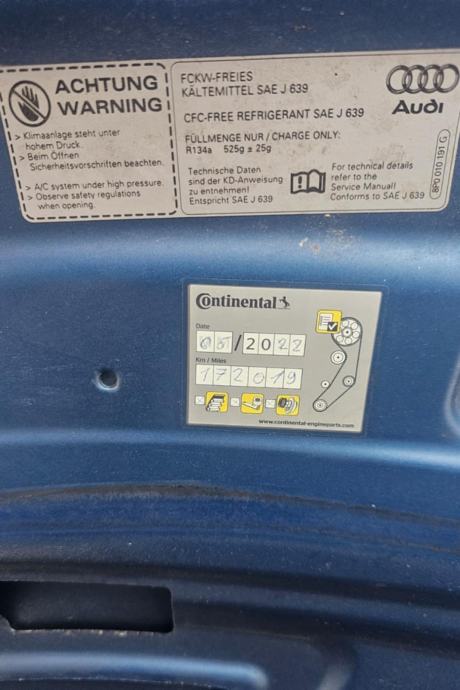 ACHTUNG
WARNING
> Klimaanlage steht unter
hohem Druck.
> Beim Öffnen
Sicherheitsvorschriften beachten.
> A/C system under high pressure.
> Observe safety regulations
when opening.
FCKW-FREIES
KÄLTEMITTEL SAE J 639
CFC-FREE REFRIGERANT SAE J 639
FÜLLMENGE NUR / CHARGE ONLY:
R134a 525g ± 25g
Technische Daten
sind der KD-Anweisung
zu entnehmen!
Entspricht SAE J 639
For technical details
refer to the
Service Manual!
Conforms to SAE J 639
Audi
8P0 010 191 G
Continental
Date
05/2022
Km / Miles
172019
www.continental-engineparts.com